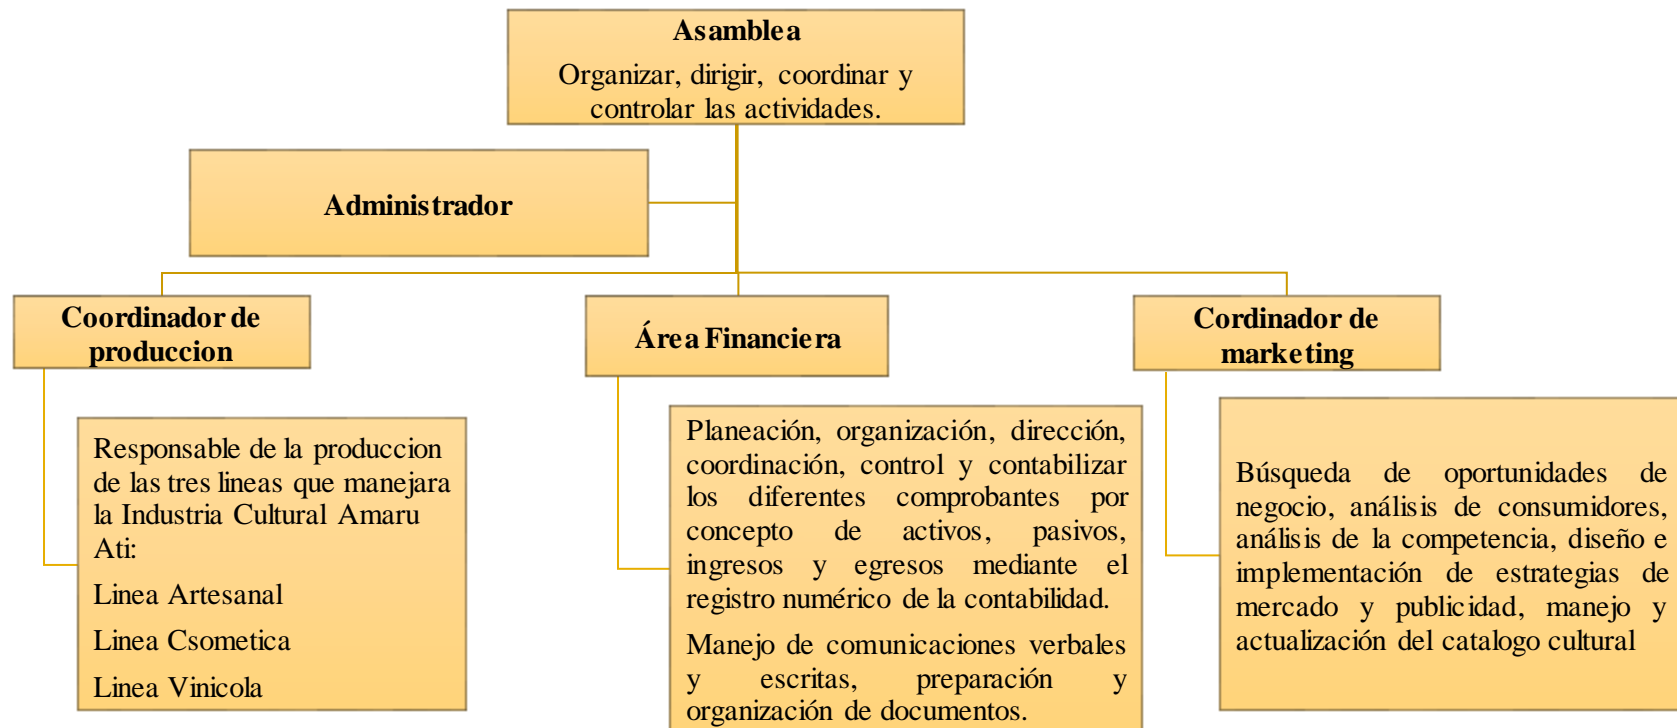 Asamblea
Organizar, dirigir, coordinar y
controlar las actividades.
Administrador
Coordinador de
produccion
Área Financiera
Cordinador de
marketing
Responsable de la produccion
de las tres lineas que manejara
la Industria Cultural Amaru
Ati:
Linea Artesanal
Linea Csometica
Linea Vinicola
Planeación, organización, dirección,
coordinación, control y contabilizar
los diferentes comprobantes por
concepto de activos, pasivos,
ingresos y egresos mediante el
registro numérico de la contabilidad.
Manejo de comunicaciones verbales
y escritas, preparación y
organización de documentos.
Búsqueda de oportunidades de
negocio, análisis de consumidores,
análisis de la competencia, diseño e
implementación de estrategias de
mercado y publicidad, manejo y
actualización del catalogo cultural